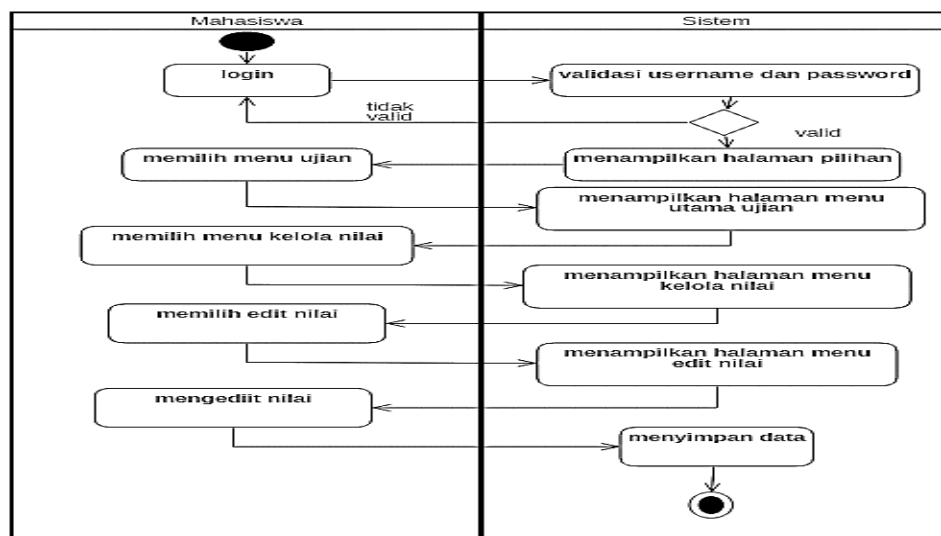 Mahasiswa
Sistem
login
validasi username dan password
tidak
valid
valid
memilih menu ujian
menampilkan halaman pilihan
menampilkan halaman menu
utama ujian
memilih menu kelola nilai
menampilkan halaman menu
kelola nilai
memilih edit nilai
menampilkan halaman menu
edit nilai
mengediit nilai
menyimpan data